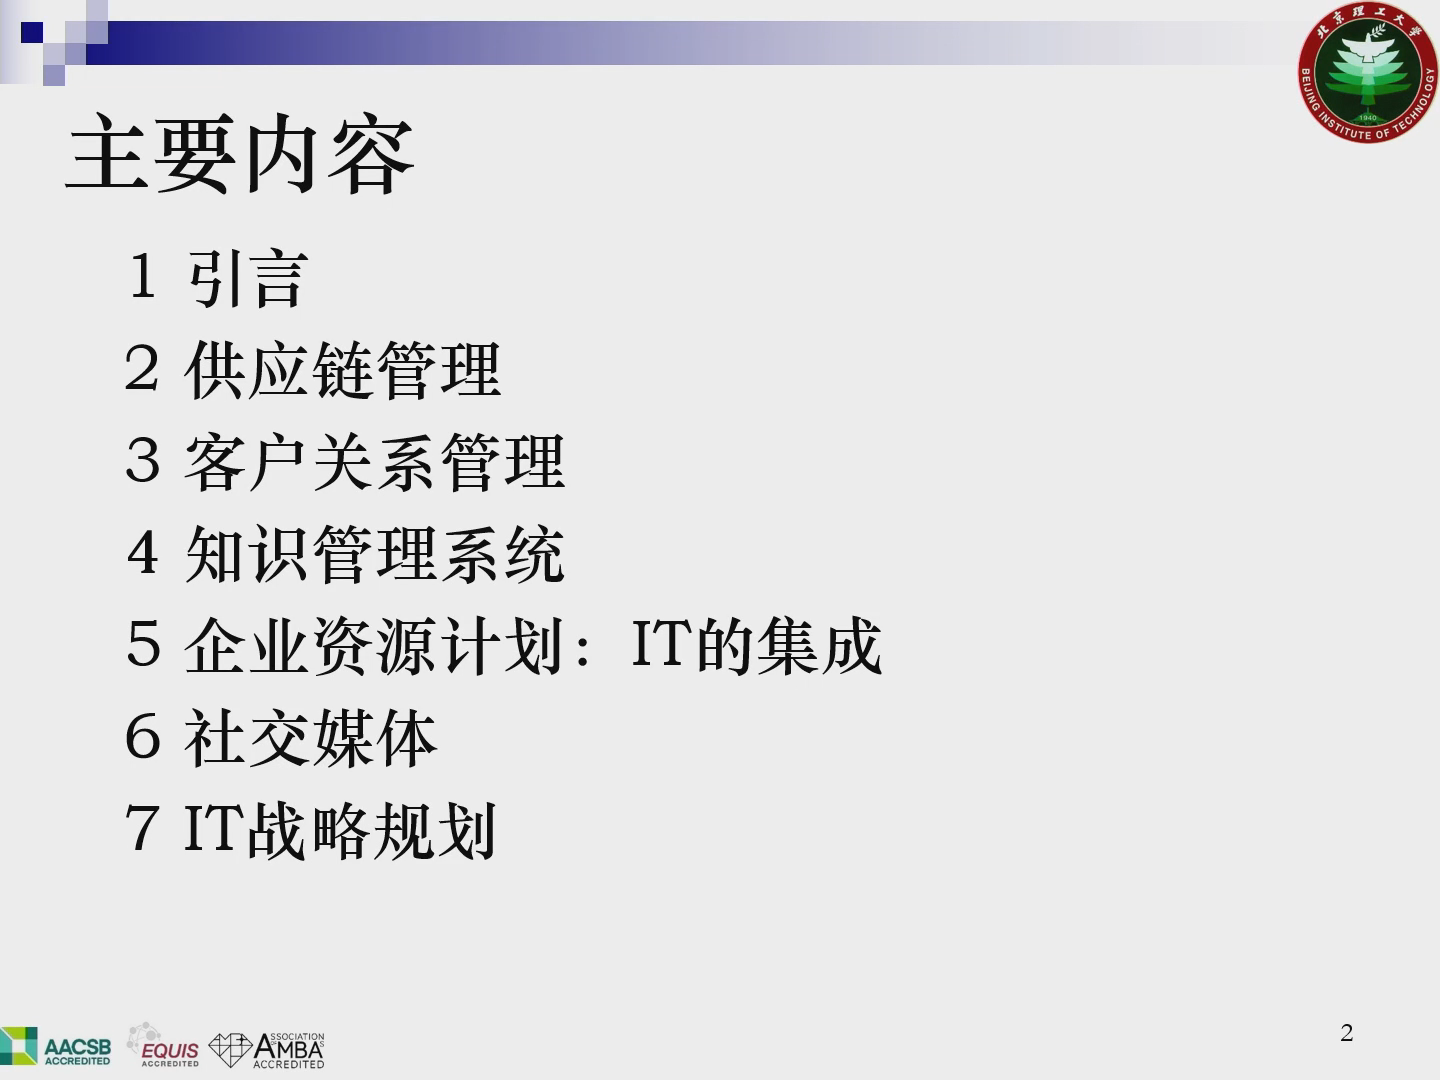 北京理工大学
BEIJING INSTITUTE OF TECHNOLOGY
1940
主要内容
1 引言
2 供应链管理
3 客户关系管理
4 知识管理系统
5 企业资源计划：IT的集成
6 社交媒体
7 IT战略规划
AACSB
ACCREDITED
EQUIS
ACCREDITED
ASSOCIATION
OF
AMBAs
ACCREDITED
2